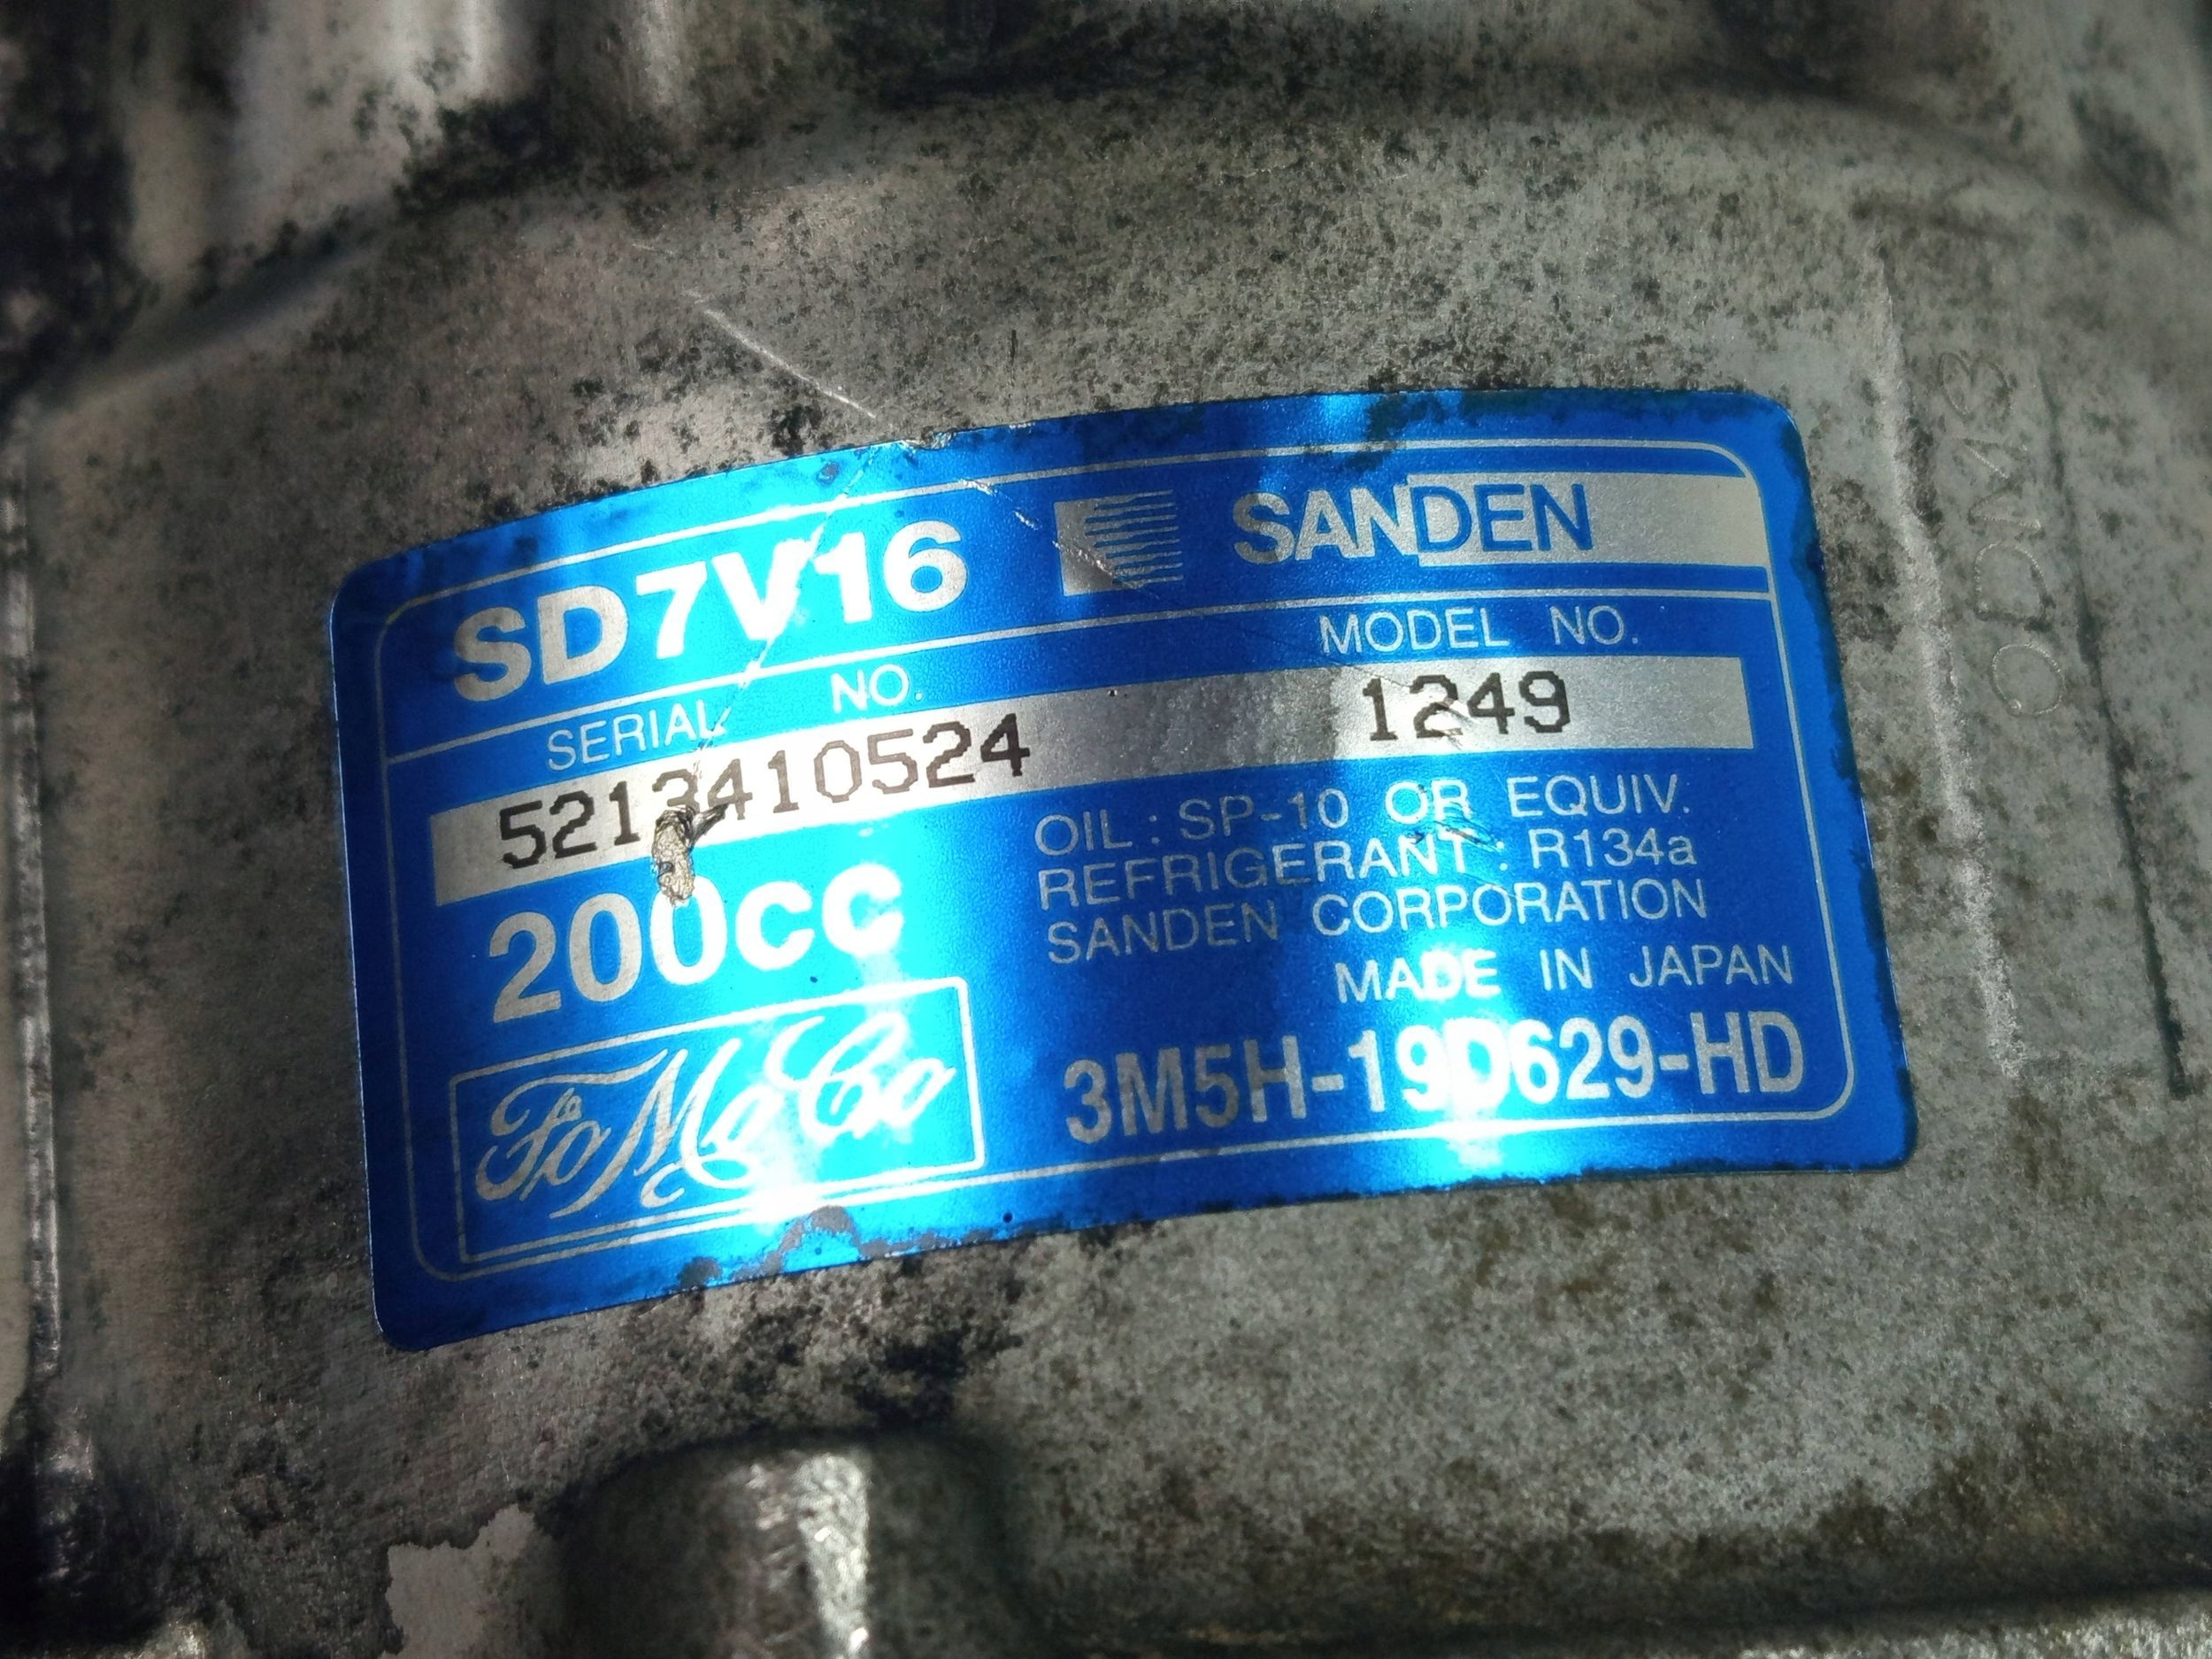 SD7V16 SANDEN
SERIAL NO. MODEL NO.
5213410524 1249
200cc
OIL : SP-10 OR EQUIV.
REFRIGERANT : R134a
SANDEN CORPORATION
MADE IN JAPAN
FoMoCo
3M5H-19D629-HD